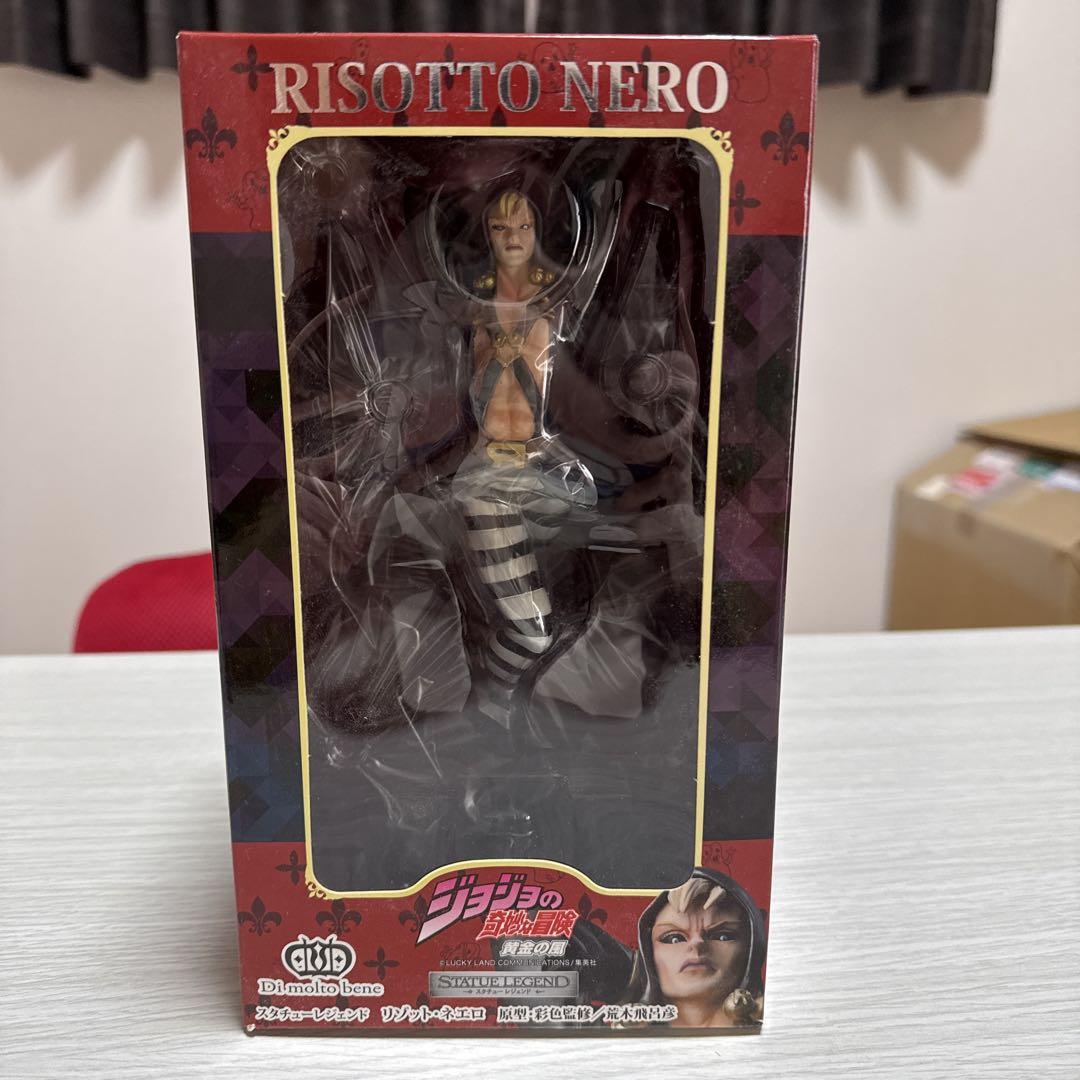 RISOTTO NERO
ジョジョの
奇妙な冒険
黄金の風
©LUCKY LAND COMMUNICATIONS/集英社
STATUE LEGEND
スタチューレジェンド
Di molto bene
スタチューレジェンド リゾット・ネエロ 原型・彩色監修／荒木飛呂彦